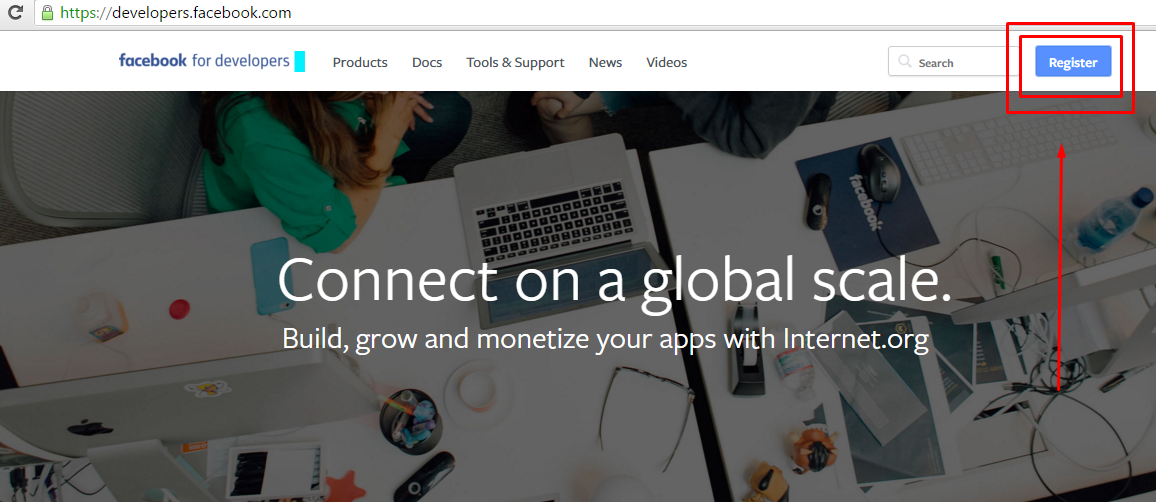 https://developers.facebook.com
facebook for developers Products Docs Tools & Support News Videos Search Register
facebook
Connect on a global scale.
Build, grow and monetize your apps with Internet.org